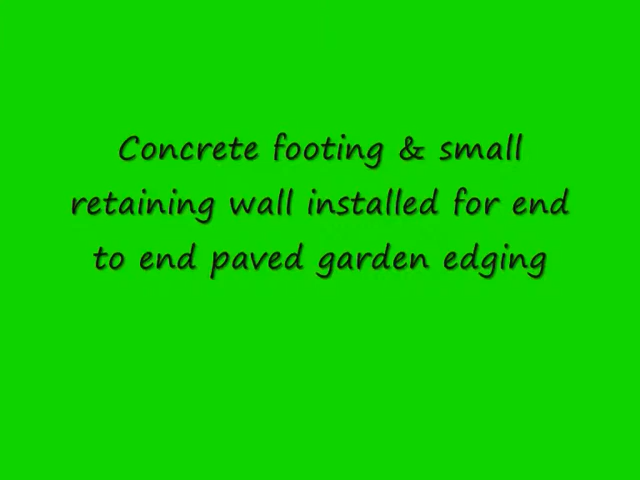 Concrete footing & small
retaining wall installed for end
to end paved garden edging